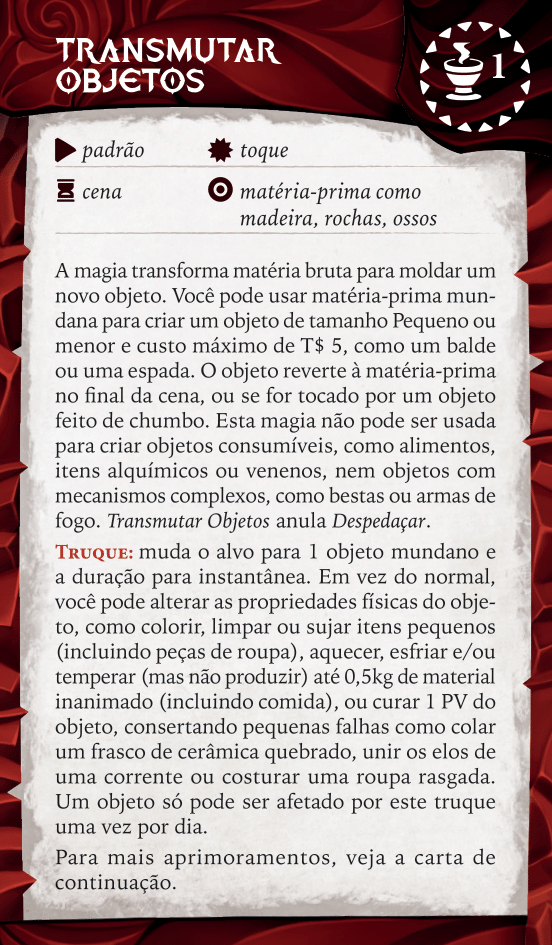 TRANSMUTAR
OBJETOS
1
padrão
toque
cena
matéria-prima como
madeira, rochas, ossos
A magia transforma matéria bruta para moldar um
novo objeto. Você pode usar matéria-prima mun-
dana para criar um objeto de tamanho Pequeno ou
menor e custo máximo de T$ 5, como um balde
ou uma espada. O objeto reverte à matéria-prima
no final da cena, ou se for tocado por um objeto
feito de chumbo. Esta magia não pode ser usada
para criar objetos consumíveis, como alimentos,
itens alquímicos ou venenos, nem objetos com
mecanismos complexos, como bestas ou armas de
fogo. Transmutar Objetos anula Despedaçar.
TRUQUE: muda o alvo para 1 objeto mundano e
a duração para instantânea. Em vez do normal,
você pode alterar as propriedades físicas do obje-
to, como colorir, limpar ou sujar itens pequenos
(incluindo peças de roupa), aquecer, esfriar e/ou
temperar (mas não produzir) até 0,5kg de material
inanimado (incluindo comida), ou curar 1 PV do
objeto, consertando pequenas falhas como colar
um frasco de cerâmica quebrado, unir os elos de
uma corrente ou costurar uma roupa rasgada.
Um objeto só pode ser afetado por este truque
uma vez por dia.
Para mais aprimoramentos, veja a carta de
continuação.